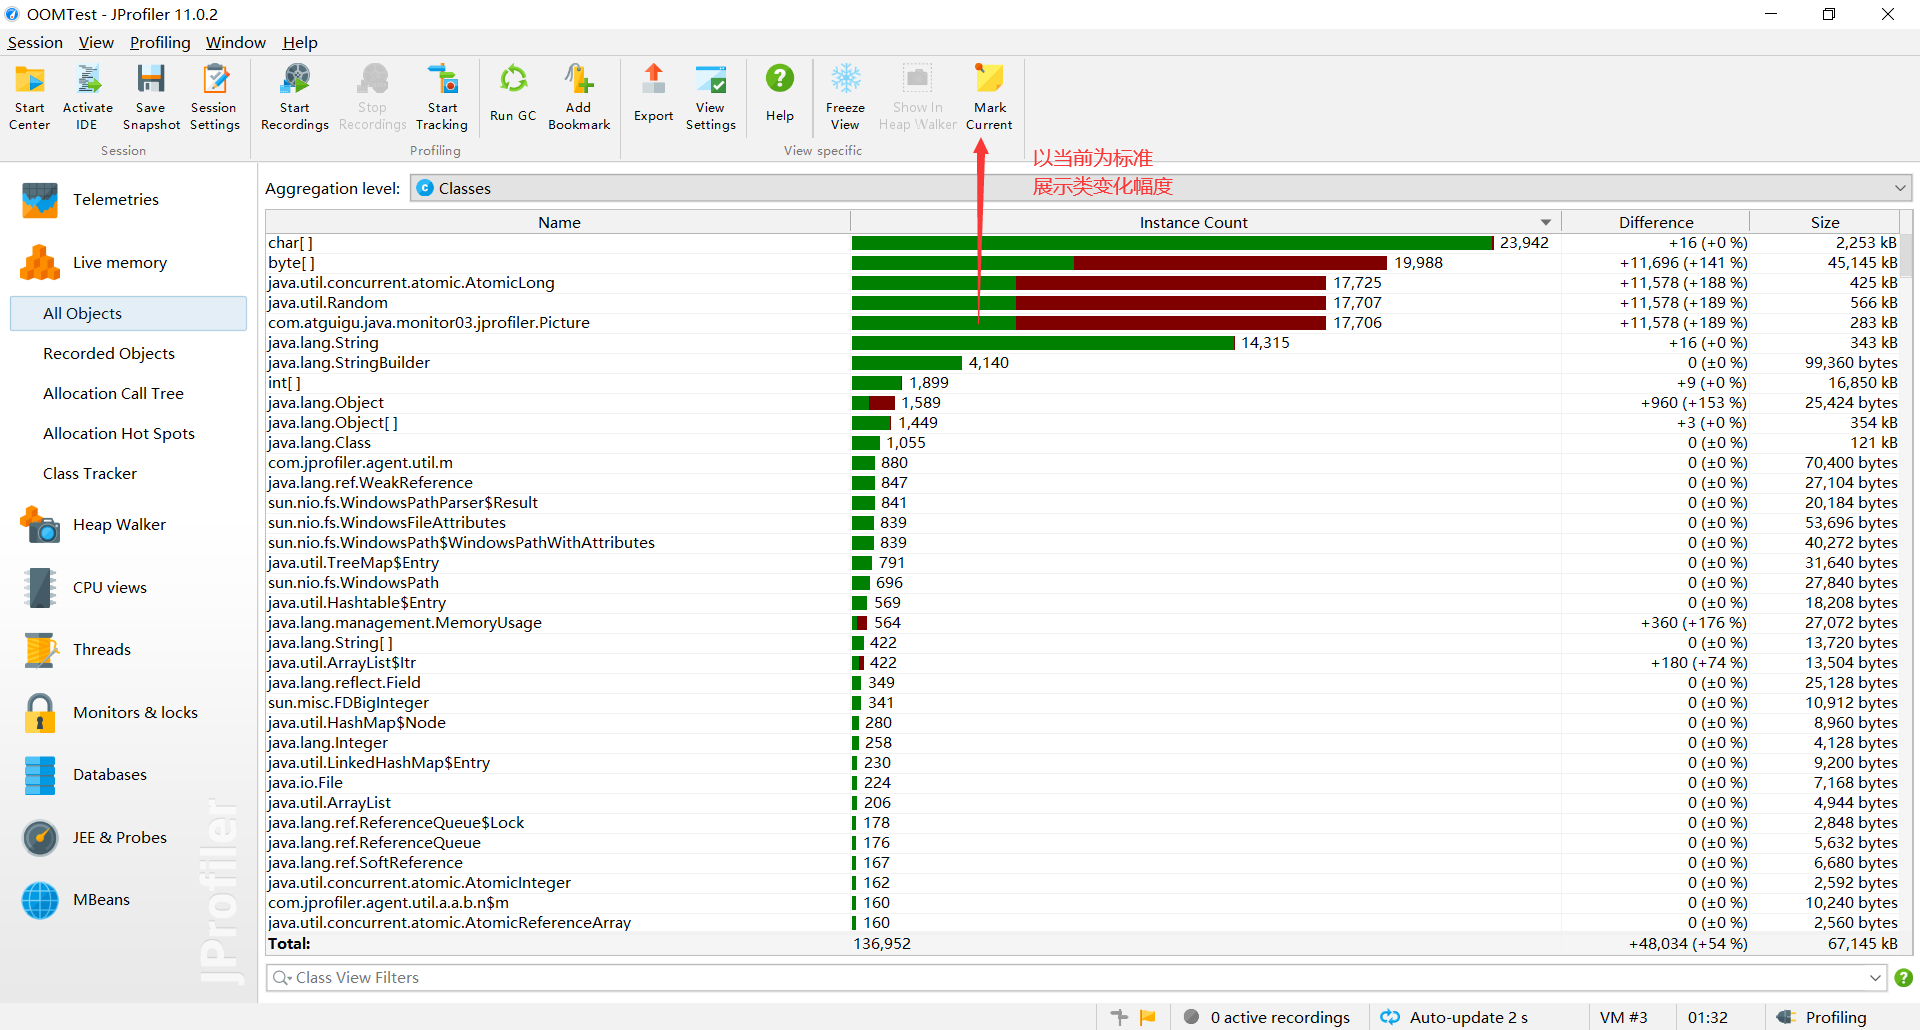 OOMTest - JProfiler 11.0.2
Session View Profiling Window Help
Start Center
Activate IDE
Save Snapshot
Session Settings
Start Recordings
Stop Recordings
Start Tracking
Run GC
Add Bookmark
Export
View Settings
Help
Freeze View
Show In Heap Walker
Mark Current
Session
Profiling
View specific
以当前为标准
展示类变化幅度
Telemetries
Live memory
All Objects
Recorded Objects
Allocation Call Tree
Allocation Hot Spots
Class Tracker
Heap Walker
CPU views
Threads
Monitors & locks
Databases
JEE & Probes
MBeans
JProfiler
Aggregation level: Classes
Name Instance Count Difference Size
char[ ] 23,942 +16 (+0 %) 2,253 kB
byte[ ] 19,988 +11,696 (+141 %) 45,145 kB
java.util.concurrent.atomic.AtomicLong 17,725 +11,578 (+188 %) 425 kB
java.util.Random 17,707 +11,578 (+189 %) 566 kB
com.atguigu.java.monitor03.jprofiler.Picture 17,706 +11,578 (+189 %) 283 kB
java.lang.String 14,315 +16 (+0 %) 343 kB
java.lang.StringBuilder 4,140 0 (±0 %) 99,360 bytes
int[ ] 1,899 +9 (+0 %) 16,850 kB
java.lang.Object 1,589 +960 (+153 %) 25,424 bytes
java.lang.Object[ ] 1,449 +3 (+0 %) 354 kB
java.lang.Class 1,055 0 (±0 %) 121 kB
com.jprofiler.agent.util.m 880 0 (±0 %) 70,400 bytes
java.lang.ref.WeakReference 847 0 (±0 %) 27,104 bytes
sun.nio.fs.WindowsPathParser$Result 841 0 (±0 %) 20,184 bytes
sun.nio.fs.WindowsFileAttributes 839 0 (±0 %) 53,696 bytes
sun.nio.fs.WindowsPath$WindowsPathWithAttributes 839 0 (±0 %) 40,272 bytes
java.util.TreeMap$Entry 791 0 (±0 %) 31,640 bytes
sun.nio.fs.WindowsPath 696 0 (±0 %) 27,840 bytes
java.util.Hashtable$Entry 569 0 (±0 %) 18,208 bytes
java.lang.management.MemoryUsage 564 +360 (+176 %) 27,072 bytes
java.lang.String[ ] 422 0 (±0 %) 13,720 bytes
java.util.ArrayList$Itr 422 +180 (+74 %) 13,504 bytes
java.lang.reflect.Field 349 0 (±0 %) 25,128 bytes
sun.misc.FDBigInteger 341 0 (±0 %) 10,912 bytes
java.util.HashMap$Node 280 0 (±0 %) 8,960 bytes
java.lang.Integer 258 0 (±0 %) 4,128 bytes
java.util.LinkedHashMap$Entry 230 0 (±0 %) 9,200 bytes
java.io.File 224 0 (±0 %) 7,168 bytes
java.util.ArrayList 206 0 (±0 %) 4,944 bytes
java.lang.ref.ReferenceQueue$Lock 178 0 (±0 %) 2,848 bytes
java.lang.ref.ReferenceQueue 176 0 (±0 %) 5,632 bytes
java.lang.ref.SoftReference 167 0 (±0 %) 6,680 bytes
java.util.concurrent.atomic.AtomicInteger 162 0 (±0 %) 2,592 bytes
com.jprofiler.agent.util.a.a.b.n$m 160 0 (±0 %) 10,240 bytes
java.util.concurrent.atomic.AtomicReferenceArray 160 0 (±0 %) 2,560 bytes
Total: 136,952 +48,034 (+54 %) 67,145 kB
Class View Filters
0 active recordings Auto-update 2 s VM #3 01:32 Profiling